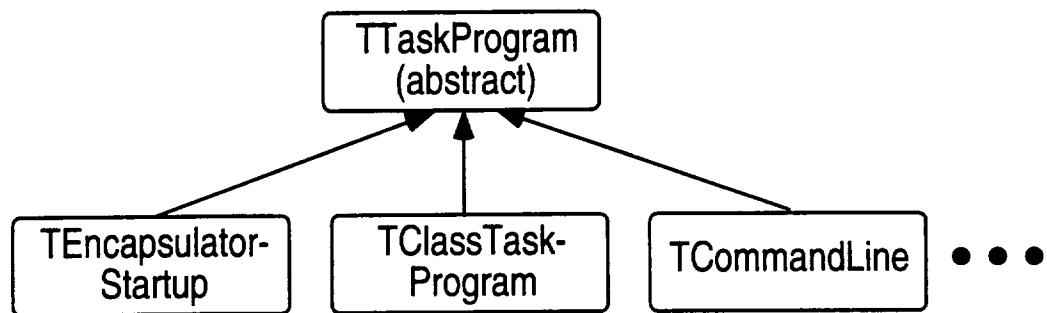 TTaskProgram
(abstract)
TEncapsulator-
Startup
TClassTask-
Program
TCommandLine